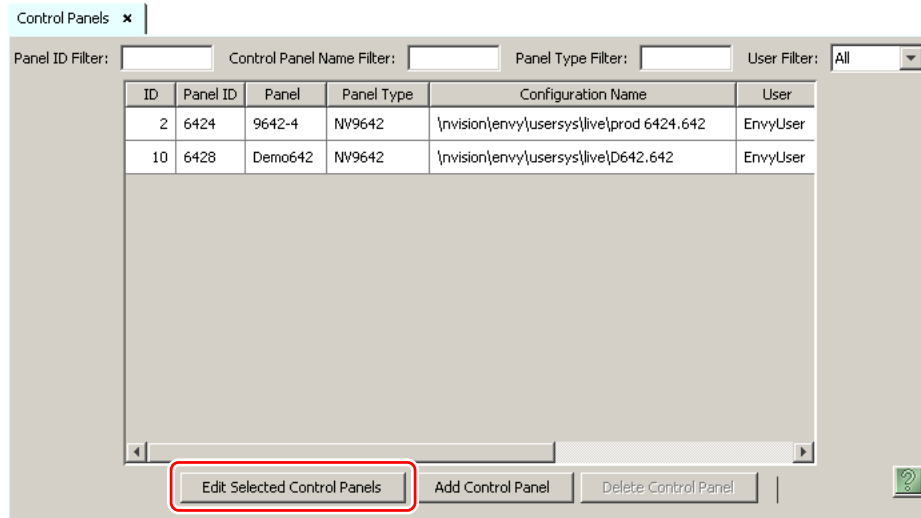 Control Panels ×
Panel ID Filter: Control Panel Name Filter: Panel Type Filter: User Filter: All
ID Panel ID Panel Panel Type Configuration Name User
2 6424 9642-4 NV9642 \nvision\envy\usersys\live\prod 6424.642 EnvyUser
10 6428 Demo642 NV9642 \nvision\envy\usersys\live\D642.642 EnvyUser
Edit Selected Control Panels Add Control Panel Delete Control Panel ?